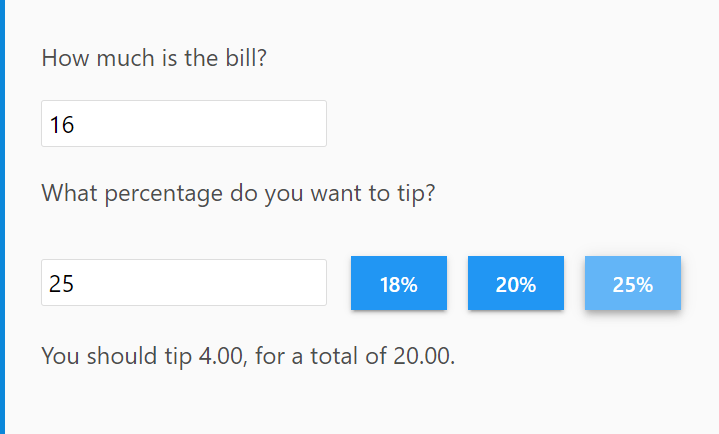 How much is the bill?
16
What percentage do you want to tip?
25 18% 20% 25%
You should tip 4.00, for a total of 20.00.